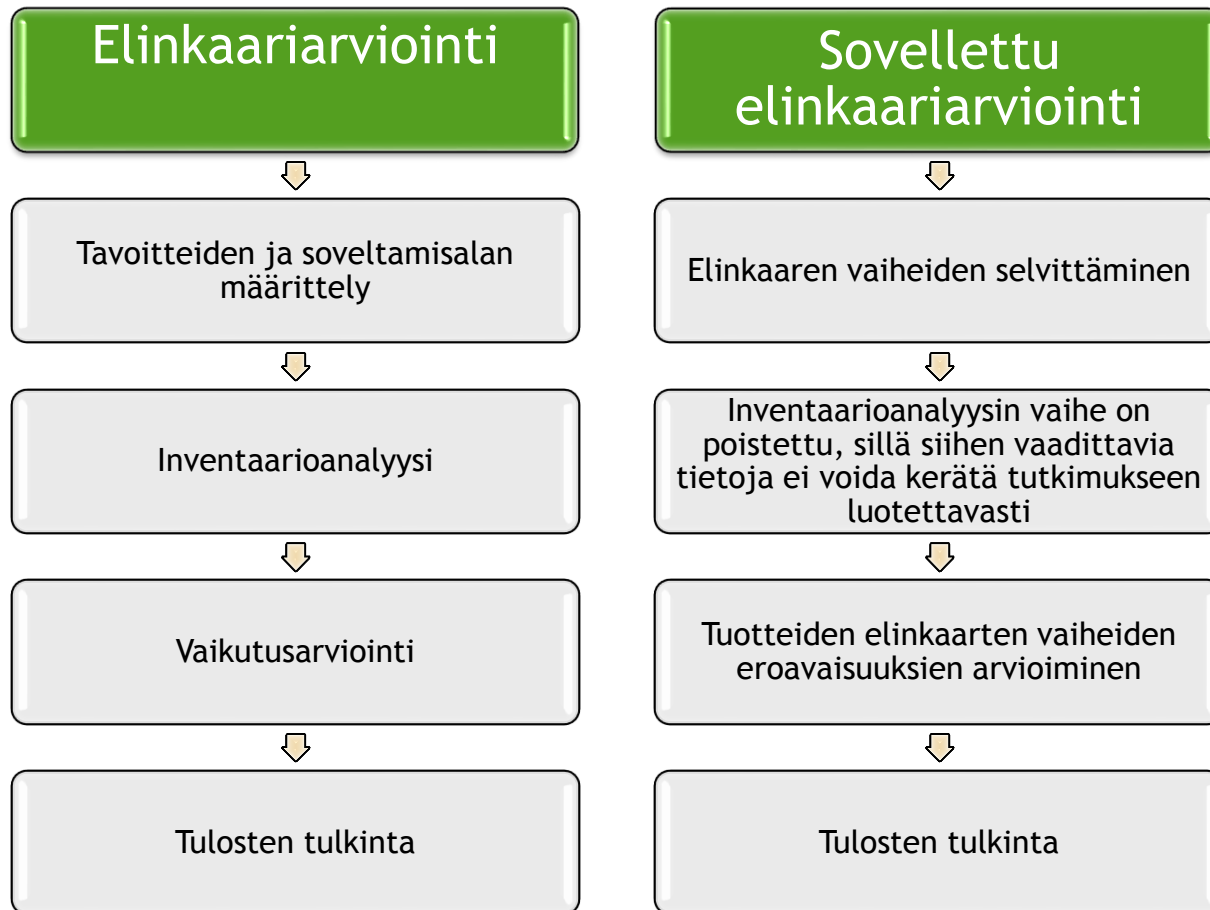 Elinkaariarviointi
Tavoitteiden ja soveltamisalan
määrittely
Inventaarioanalyysi
Vaikutusarviointi
Tulosten tulkinta
Sovellettu
elinkaariarviointi
Elinkaaren vaiheiden selvittäminen
Inventaarioanalyysin vaihe on
poistettu, sillä siihen vaadittavia
tietoja ei voida kerätä tutkimukseen
luotettavasti
Tuotteiden elinkaarten vaiheiden
eroavaisuuksien arvioiminen
Tulosten tulkinta